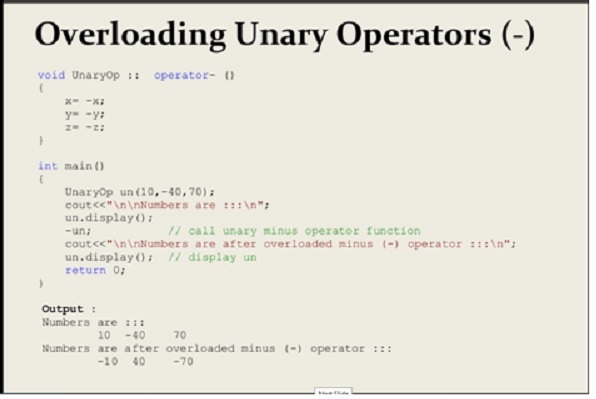 Overloading Unary Operators (-)
void UnaryOp :: operator- ()
{
x= -x;
y= -y;
z= -z;
}
int main()
{
UnaryOp un(10,-40,70);
cout<<"\n\nNumbers are :::\n";
un.display();
-un; // call unary minus operator function
cout<<"\n\nNumbers are after overloaded minus (-) operator :::\n";
un.display(); // display un
return 0;
}
Output :
Numbers are :::
10 -40 70
Numbers are after overloaded minus (-) operator :::
-10 40 -70